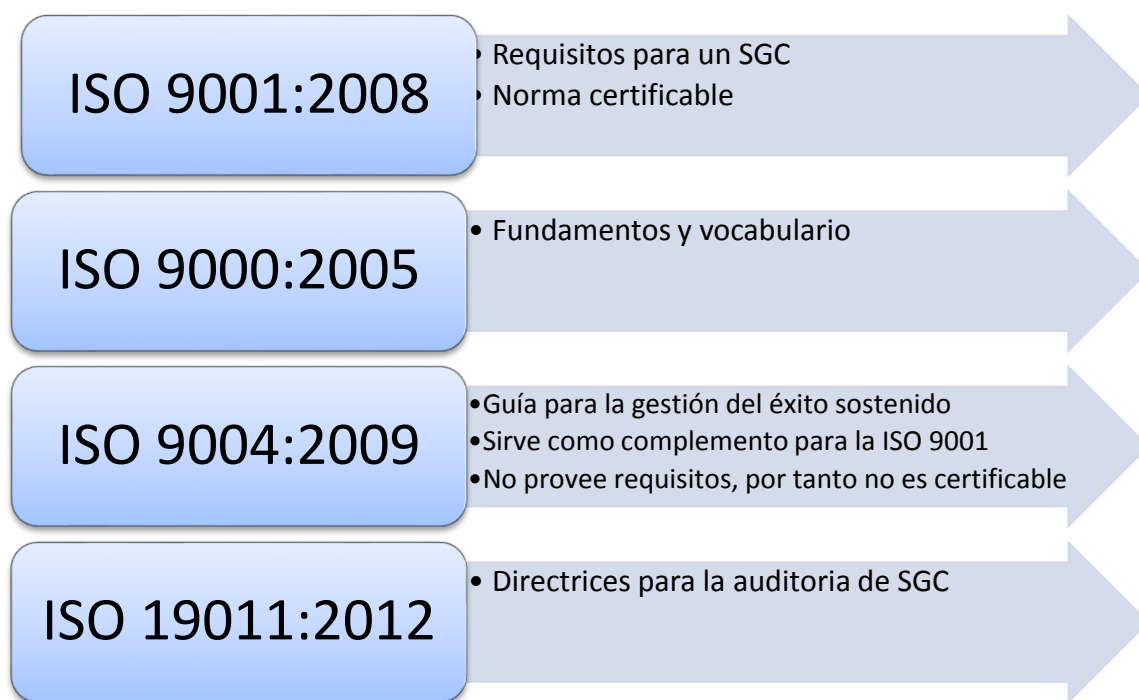 ISO 9001:2008
• Requisitos para un SGC
• Norma certificable
ISO 9000:2005
• Fundamentos y vocabulario
ISO 9004:2009
•Guía para la gestión del éxito sostenido
•Sirve como complemento para la ISO 9001
•No provee requisitos, por tanto no es certificable
ISO 19011:2012
• Directrices para la auditoria de SGC